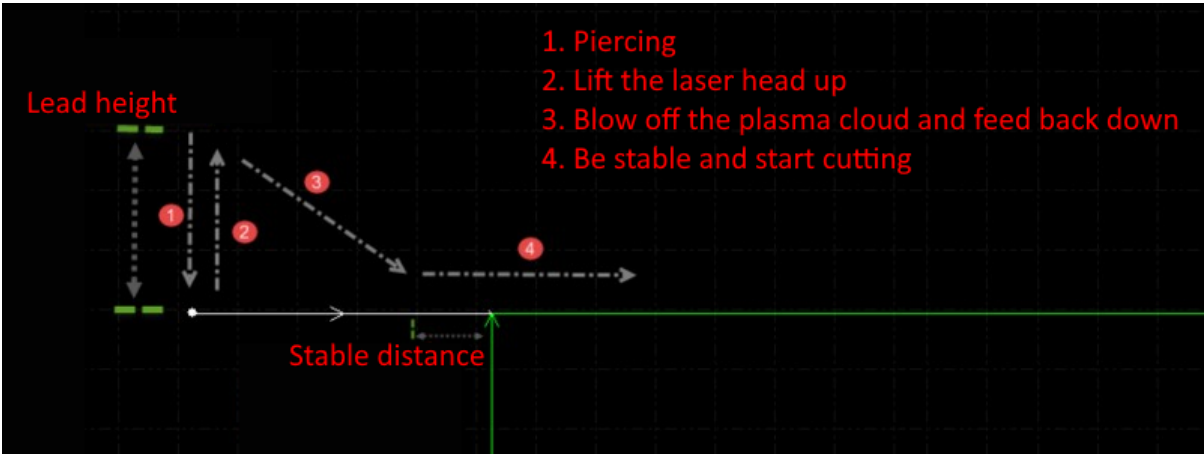 1. Piercing
2. Lift the laser head up
Lead height
3. Blow off the plasma cloud and feed back down
4. Be stable and start cutting
3
1
2
4
Stable distance